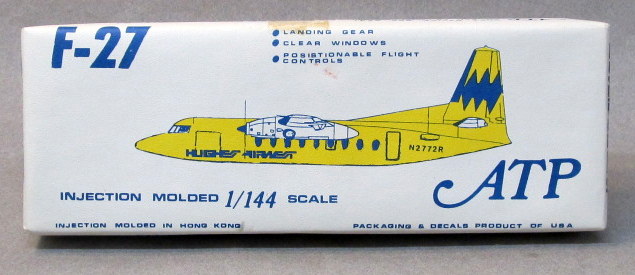 F-27
LANDING GEAR
CLEAR WINDOWS
POSISTIONABLE FLIGHT
CONTROLS
N2772R
HUGHES AIRWEST
ATP
INJECTION MOLDED 1/144 SCALE
INJECTION MOLDED IN HONG KONG
PACKAGING & DECALS PRODUCT OF USA